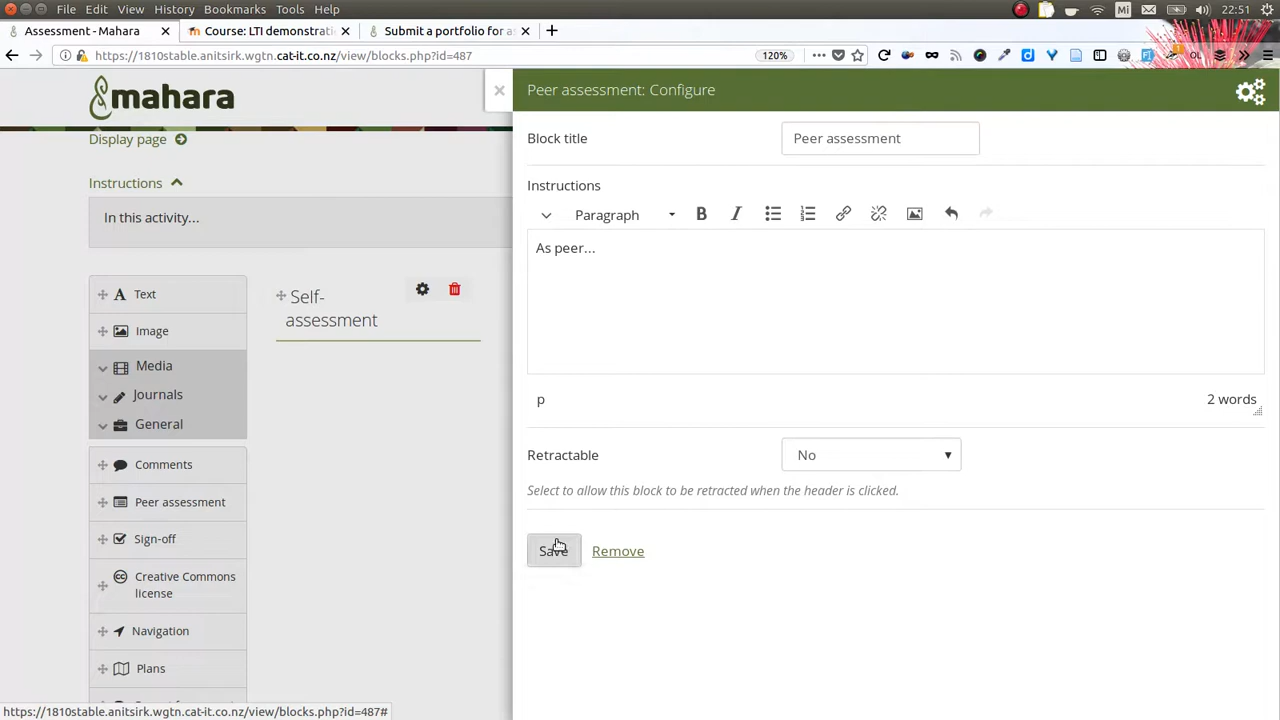 File Edit View History Bookmarks Tools Help
Mi
22:51
Assessment - Mahara
Course: LTI demonstrati
Submit a portfolio for as
https://1810stable.anitsirk.wgtn.cat-it.co.nz/view/blocks.php?id=487
120%
mahara
Peer assessment: Configure
Display page
Block title
Peer assessment
Instructions
In this activity...
Instructions
Paragraph
B I
As peer...
Text
Image
Media
Journals
General
Self-
assessment
p
2 words
Comments
Peer assessment
Sign-off
Creative Commons
license
Navigation
Plans
Retractable
No
Select to allow this block to be retracted when the header is clicked.
Save
Remove
https://1810stable.anitsirk.wgtn.cat-it.co.nz/view/blocks.php?id=487#